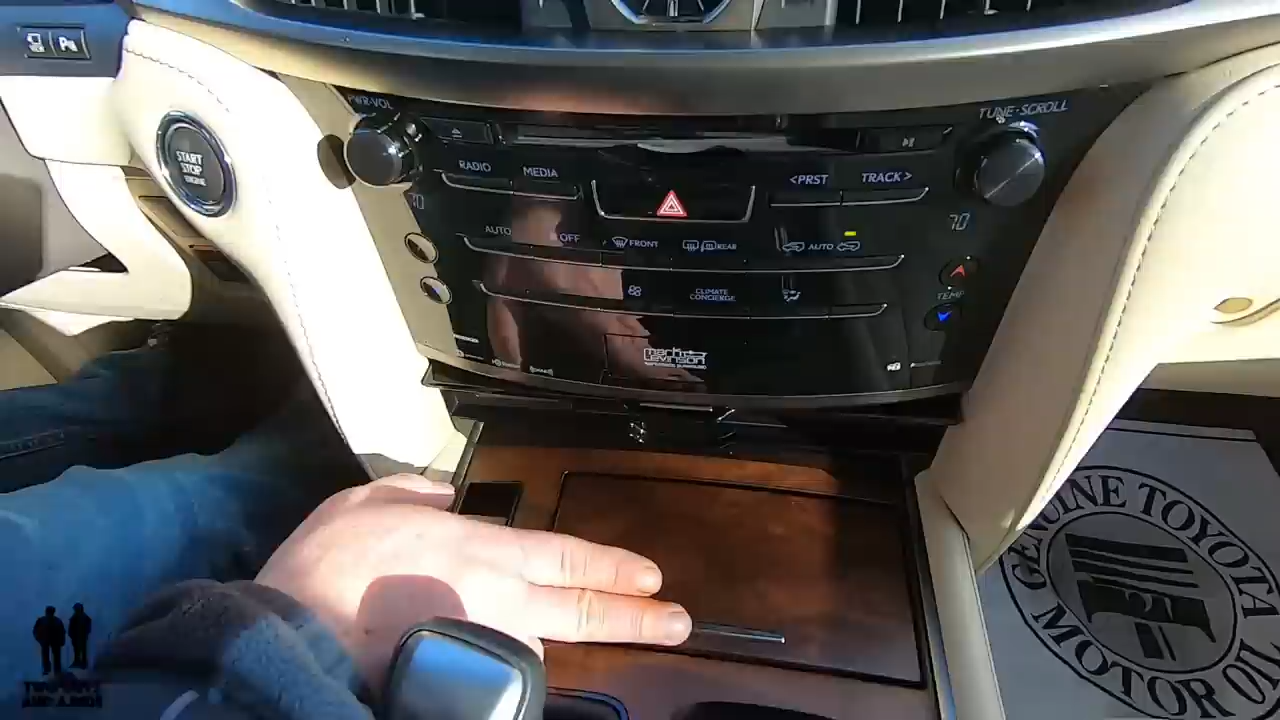 PWR·VOL
TUNE·SCROLL
START
STOP
ENGINE
RADIO
MEDIA
<PRST
TRACK>
70
70
AUTO
OFF
FRONT
REAR
AUTO
CLIMATE
CONCIERGE
TEMP
mark
levinson
GENUINE TOYOTA
MOTOR OIL